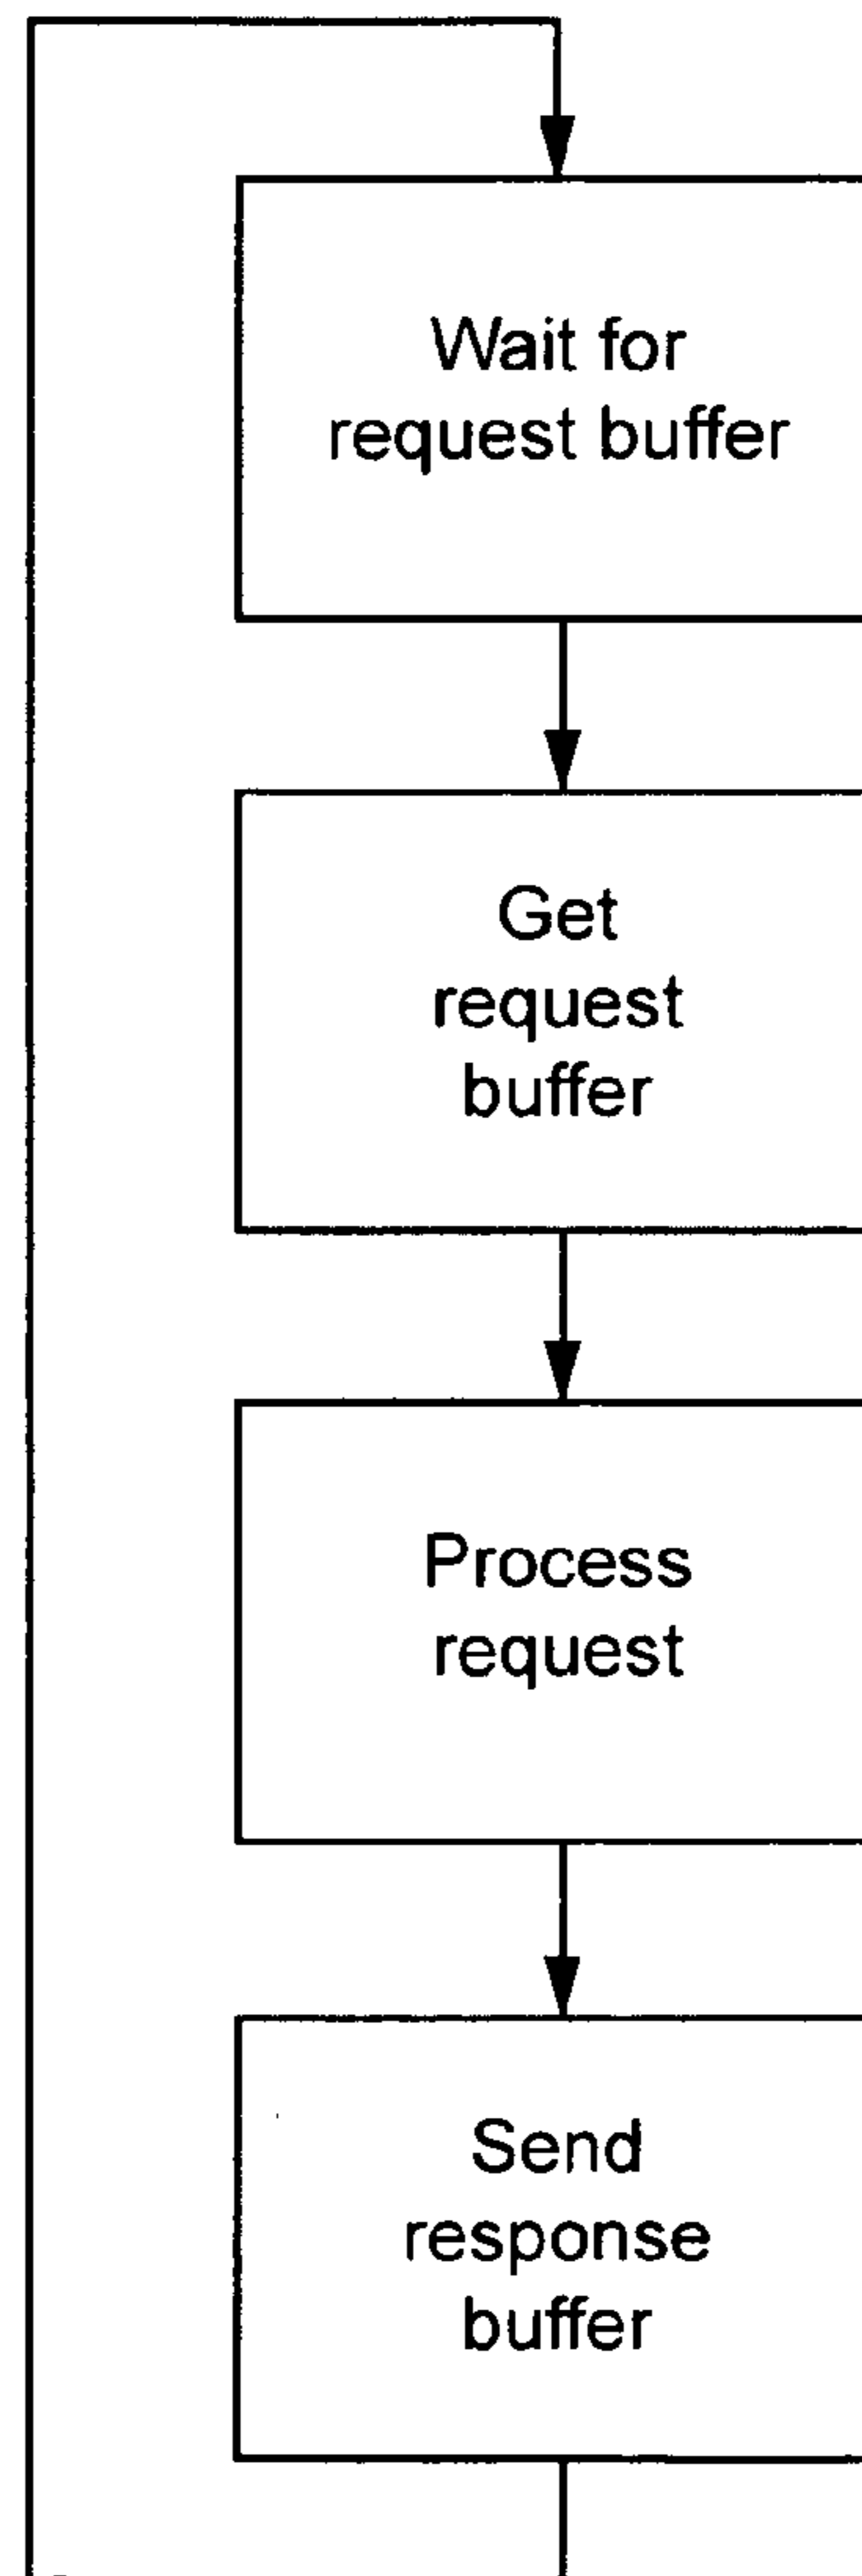 Wait for
request buffer
Get
request
buffer
Process
request
Send
response
buffer